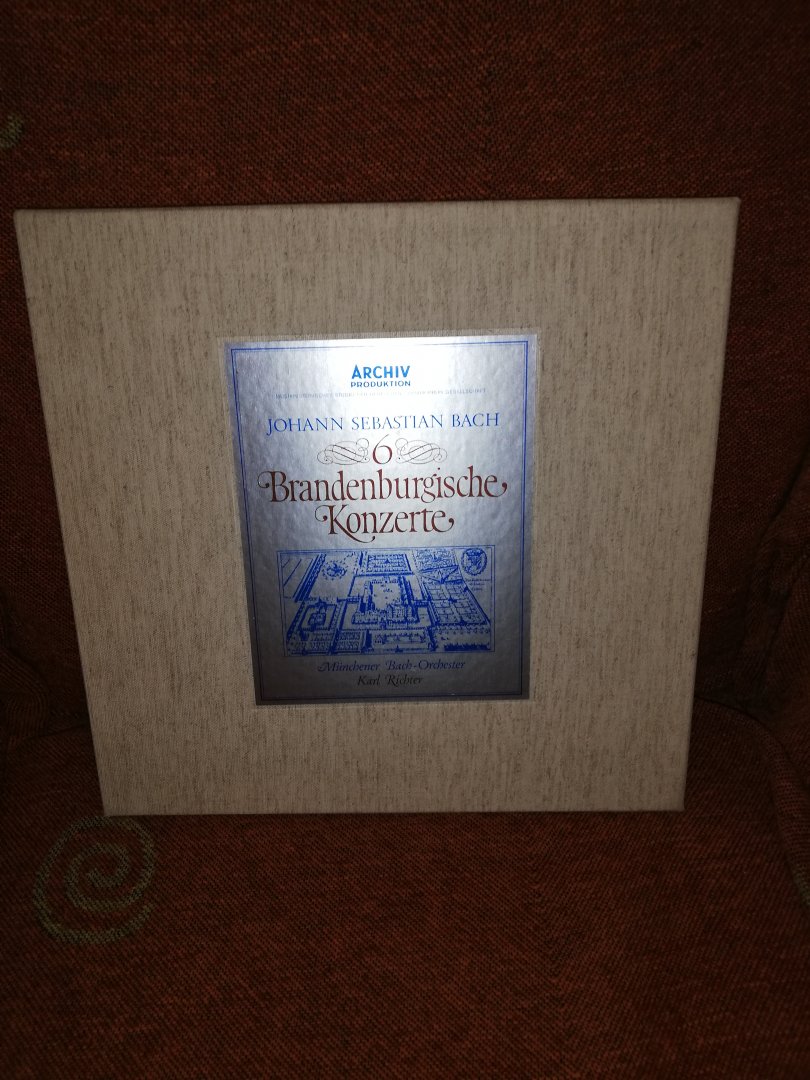 ARCHIV
PRODUKTION
JOHANN SEBASTIAN BACH
6
Brandenburgische
Konzerte
Münchener Bach-Orchester
Karl Richter